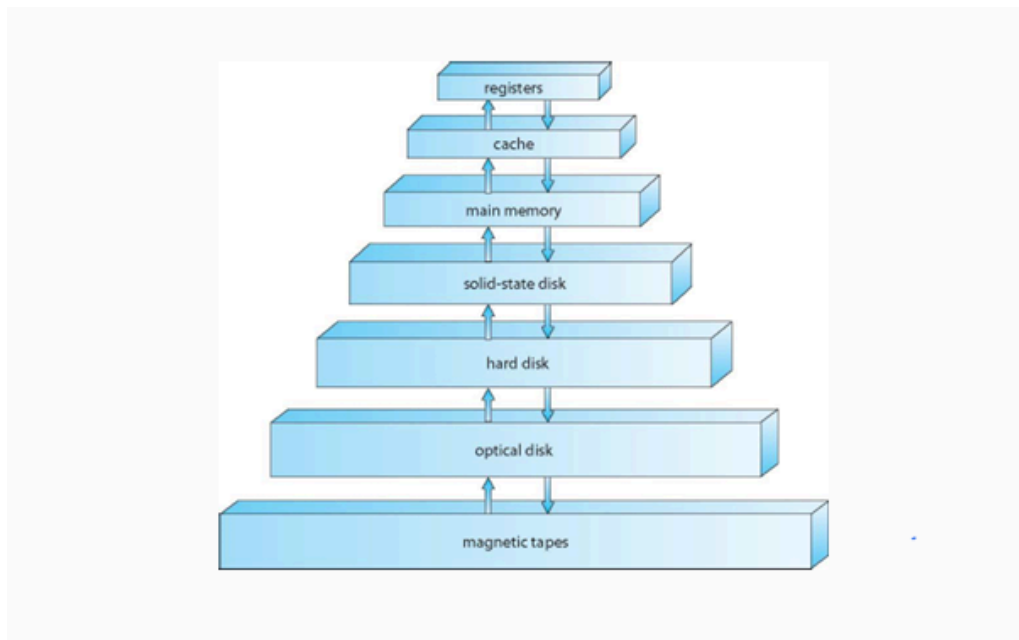 registers
cache
main memory
solid-state disk
hard disk
optical disk
magnetic tapes